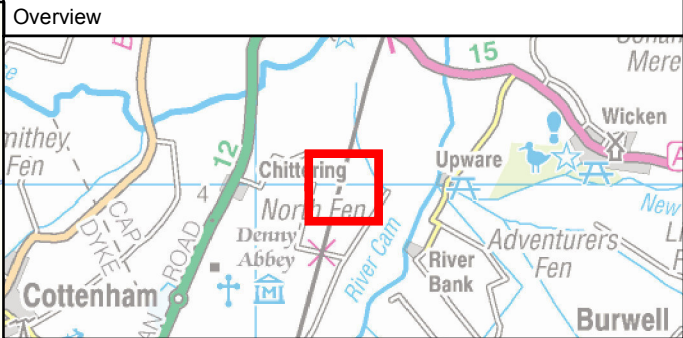 Overview
15
Mere
Wicken
mithey
Fen
12
Chittering
Upware
4
North Fen
New
CAP
DYKE
ROAD
Denny
Abbey
River Cam
Adventurers
Fen
River
Bank
Cottenham
M
Burwell